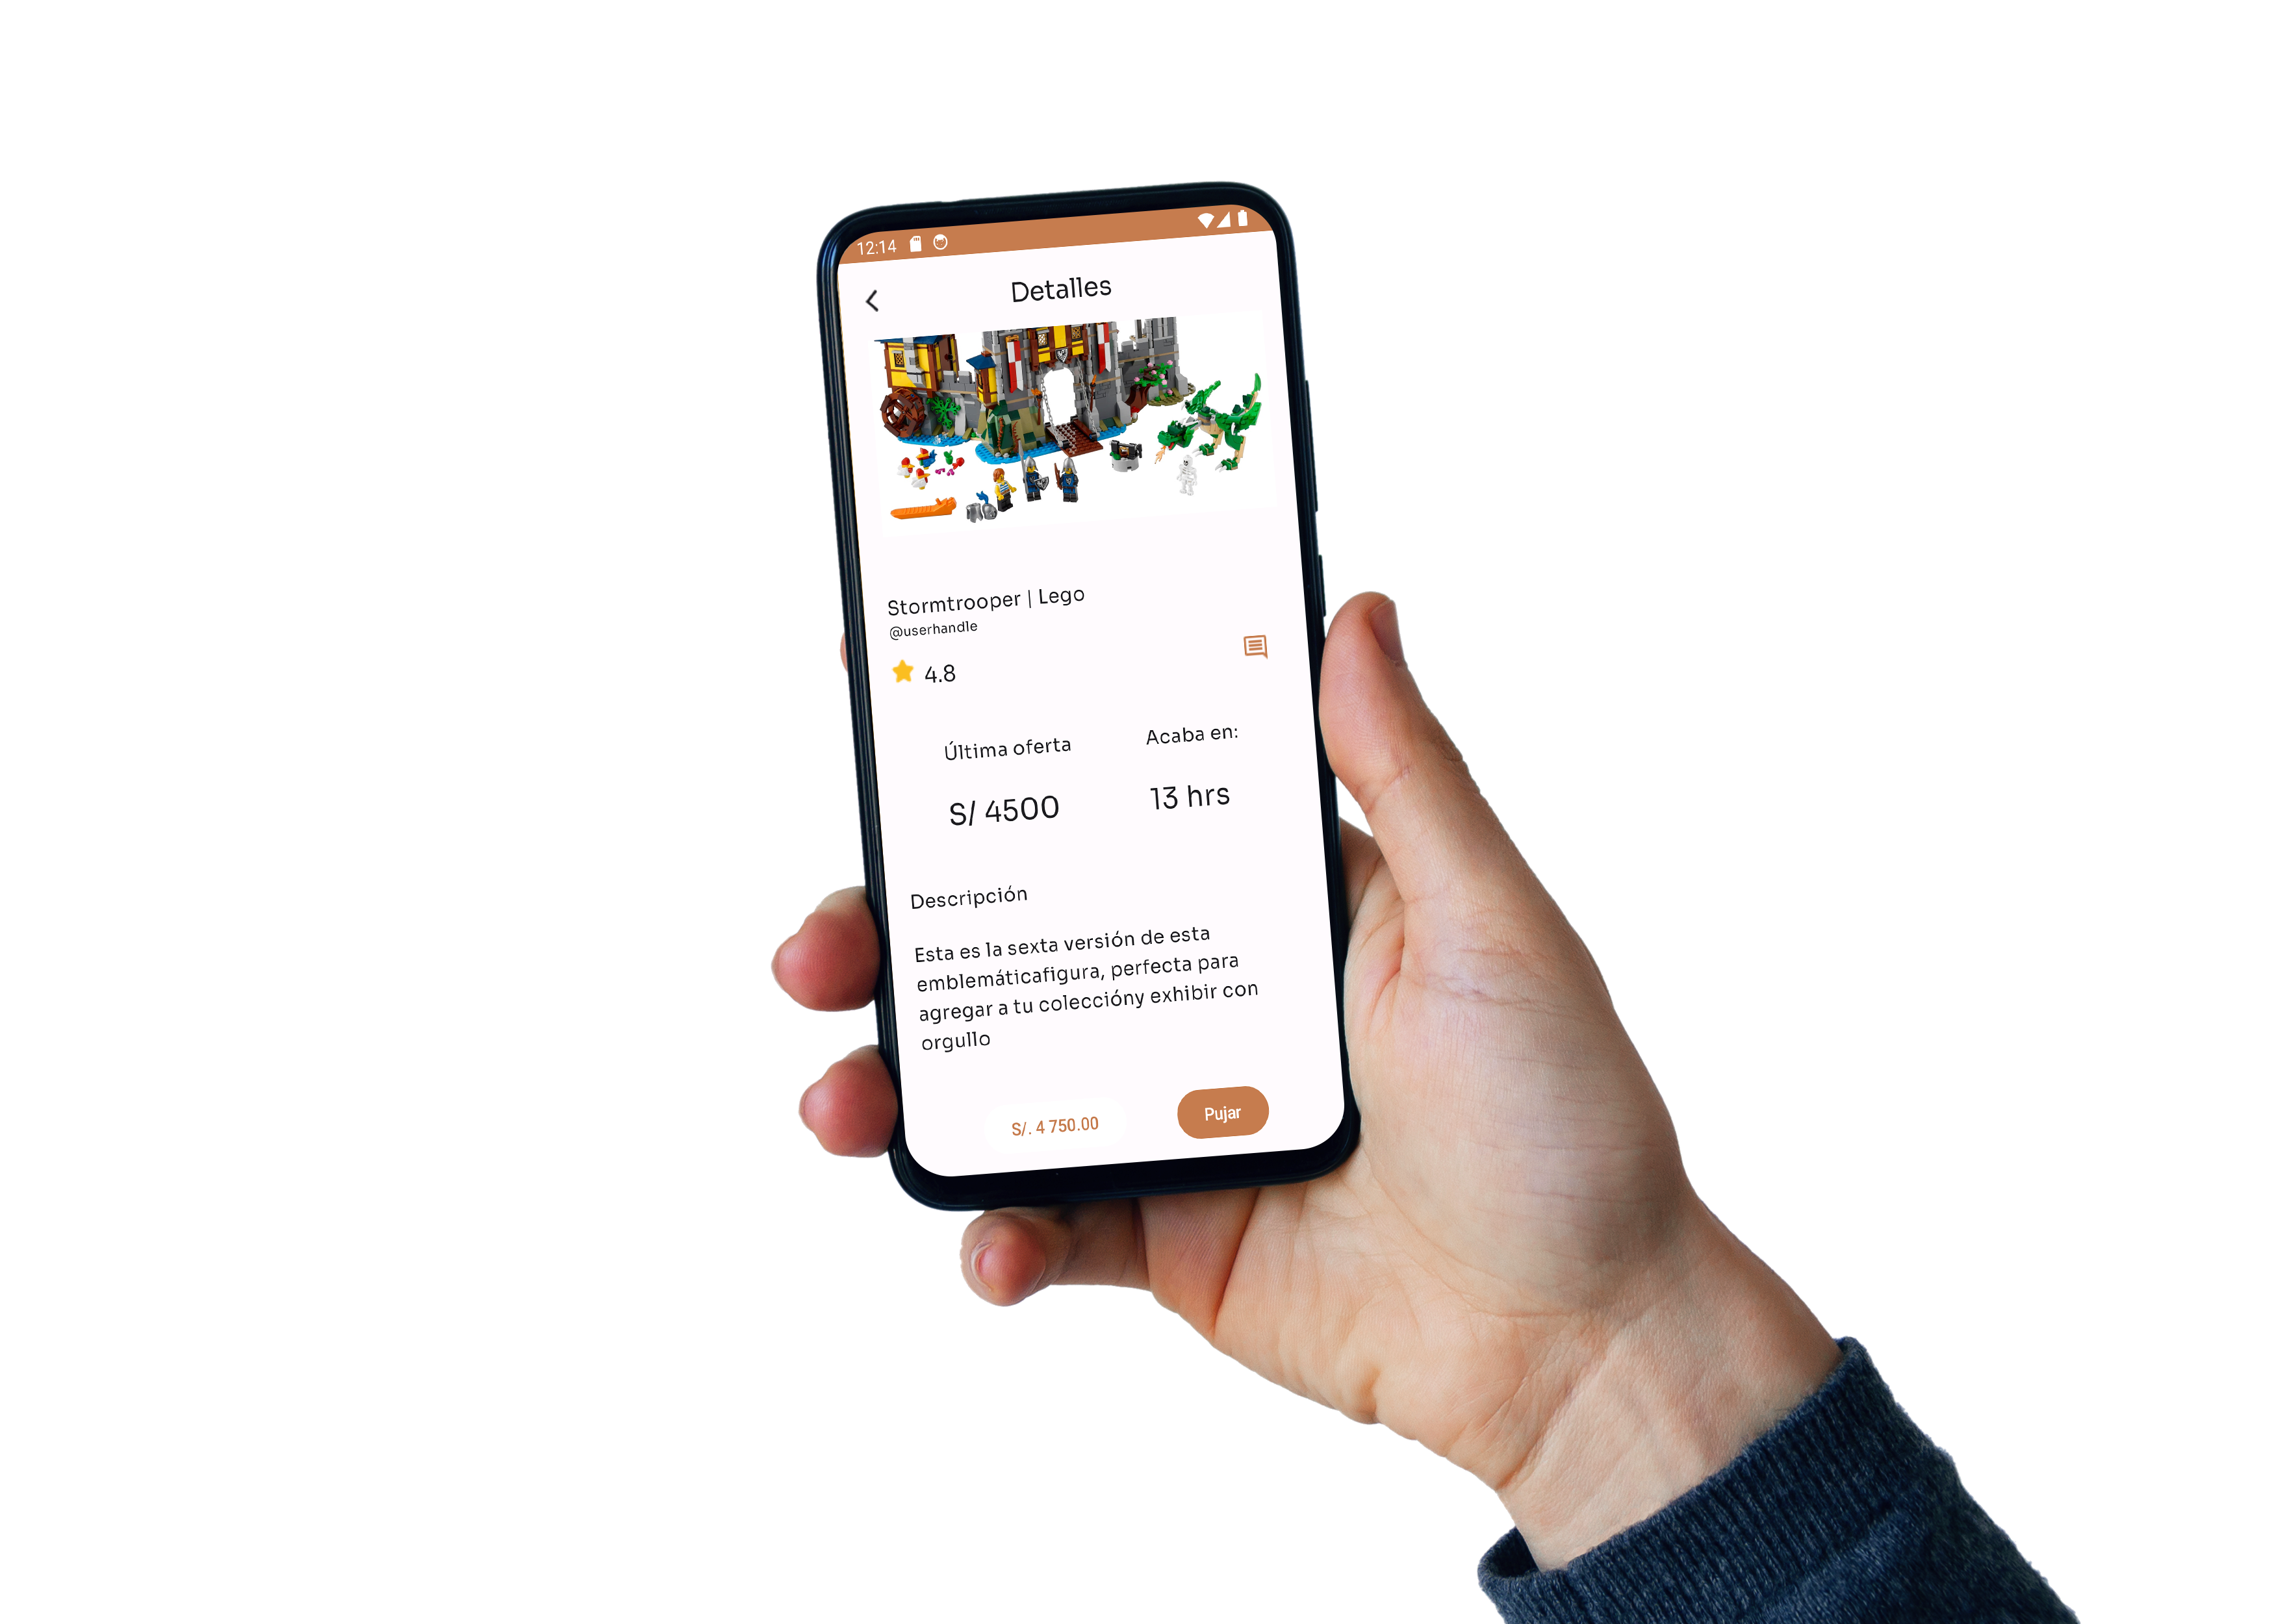 12:14
Detalles
Stormtrooper | Lego
@userhandle
4.8
Última oferta
Acaba en:
S/ 4500
13 hrs
Descripción
Esta es la sexta versión de esta
emblemáticafigura, perfecta para
agregar a tu coleccióny exhibir con
orgullo
S/. 4 750.00
Pujar